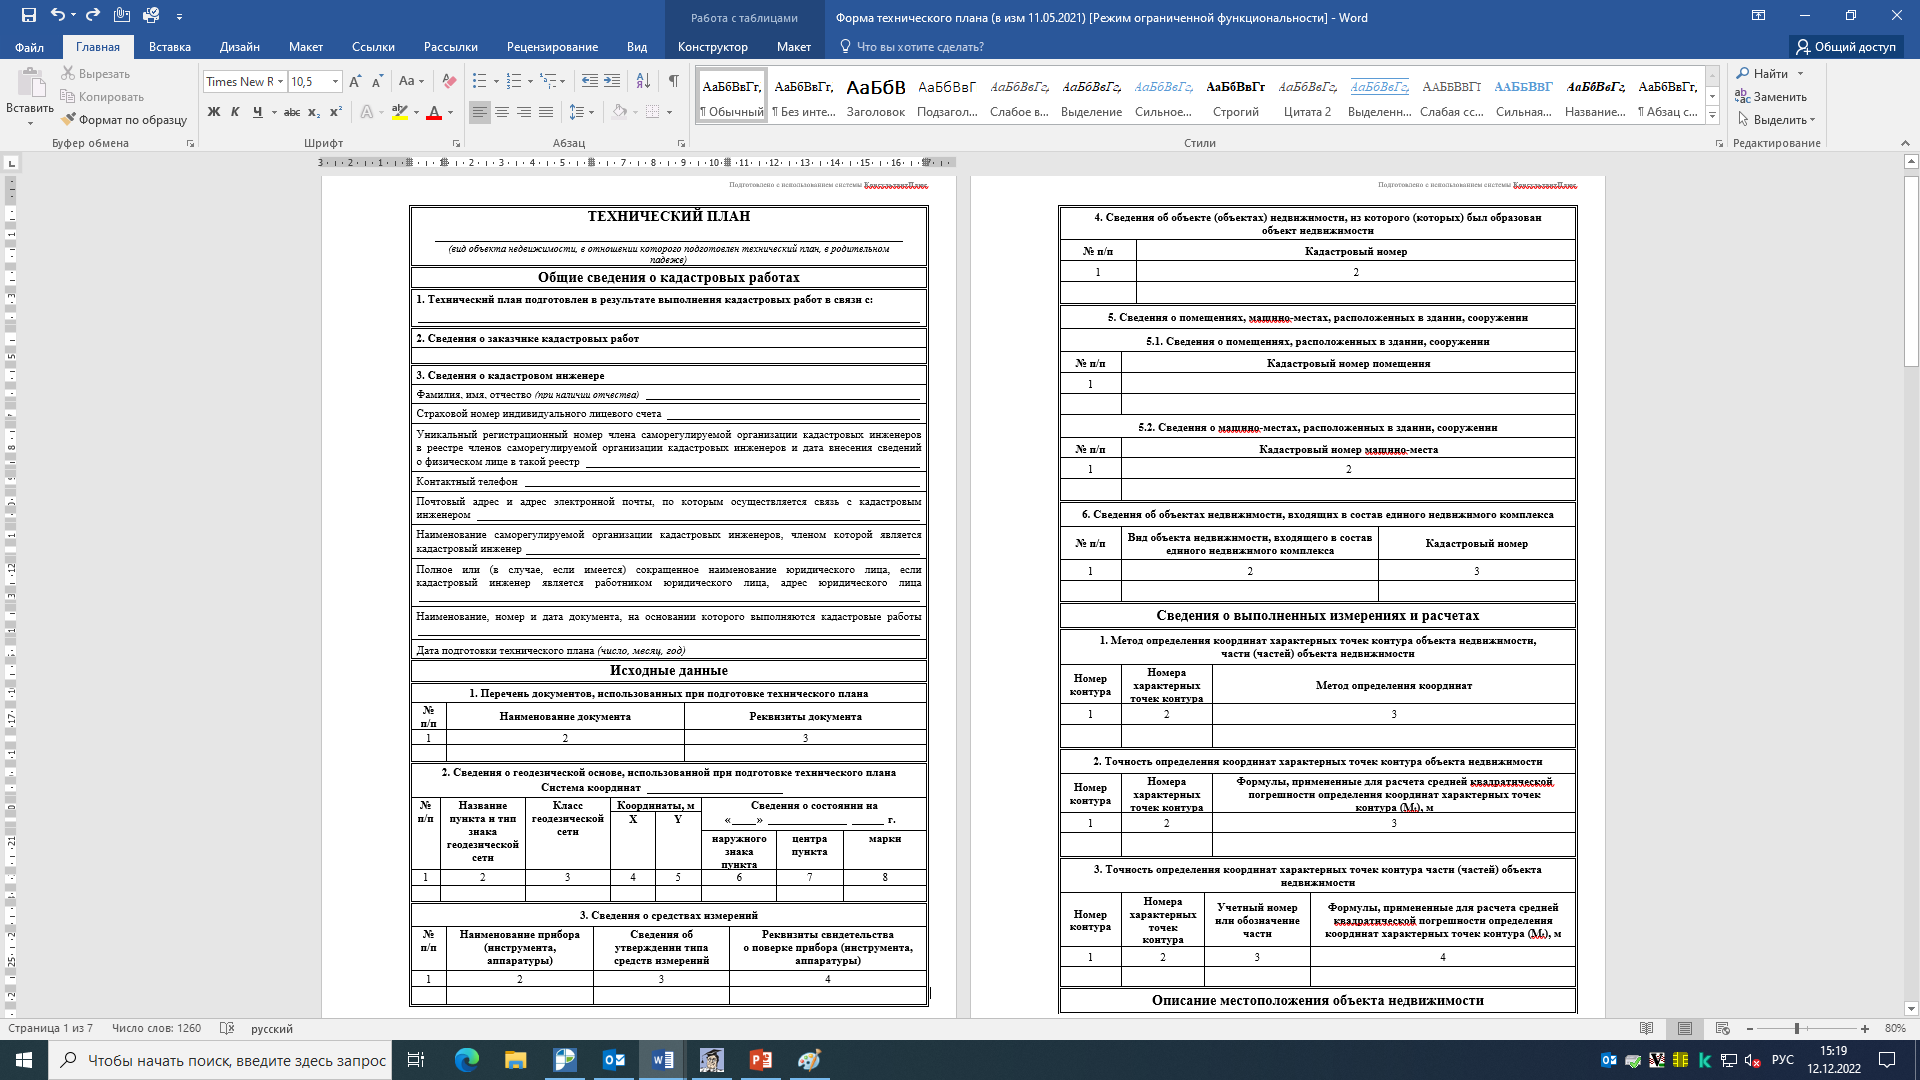 Работа с таблицами
Форма технического плана (в изм 11.05.2021) [Режим ограниченной функциональности] - Word
Файл
Главная
Вставка
Дизайн
Макет
Ссылки
Рассылки
Рецензирование
Вид
Конструктор
Макет
Что вы хотите сделать?
Общий доступ
Вставить
Вырезать
Копировать
Формат по образцу
Буфер обмена
Times New R
10,5
Шрифт
Абзац
¶ Обычный
¶ Без инте...
Заголовок
Подзагол...
Слабое в...
Выделение
Сильное...
Строгий
Цитата 2
Выделенн...
Слабая сс...
Сильная...
Название...
¶ Абзац с...
Стили
Найти
Заменить
Выделить
Редактирование
Подготовлено с использованием системы КонсультантПлюс
ТЕХНИЧЕСКИЙ ПЛАН
(вид объекта недвижимости, в отношении которого подготовлен технический план, в родительном
падеже)
Общие сведения о кадастровых работах
1. Технический план подготовлен в результате выполнения кадастровых работ в связи с:
2. Сведения о заказчике кадастровых работ
3. Сведения о кадастровом инженере
Фамилия, имя, отчество (при наличии отчества)
Страховой номер индивидуального лицевого счета
Уникальный регистрационный номер члена саморегулируемой организации кадастровых инженеров
в реестре членов саморегулируемой организации кадастровых инженеров и дата внесения сведений
о физическом лице в такой реестр
Контактный телефон
Почтовый адрес и адрес электронной почты, по которым осуществляется связь с кадастровым
инженером
Наименование саморегулируемой организации кадастровых инженеров, членом которой является
кадастровый инженер
Полное или (в случае, если имеется) сокращенное наименование юридического лица, если
кадастровый инженер является работником юридического лица, адрес юридического лица
Наименование, номер и дата документа, на основании которого выполняются кадастровые работы
Дата подготовки технического плана (число, месяц, год)
Исходные данные
1. Перечень документов, использованных при подготовке технического плана
№ п/п
Наименование документа
Реквизиты документа
1 2 3
2. Сведения о геодезической основе, использованной при подготовке технического плана
Система координат
№ п/п
Название пункта и тип знака геодезической сети
Класс геодезической сети
Координаты, м
X Y
Сведения о состоянии на
«____» ______________ ______ г.
наружного знака пункта
центра пункта
марки
1 2 3 4 5 6 7 8
3. Сведения о средствах измерений
№ п/п
Наименование прибора (инструмента, аппаратуры)
Сведения об утверждении типа средств измерений
Реквизиты свидетельства о поверке прибора (инструмента, аппаратуры)
1 2 3 4
Подготовлено с использованием системы КонсультантПлюс
4. Сведения об объекте (объектах) недвижимости, из которого (которых) был образован
объект недвижимости
№ п/п
Кадастровый номер
1 2
5. Сведения о помещениях, машино-местах, расположенных в здании, сооружении
5.1. Сведения о помещениях, расположенных в здании, сооружении
№ п/п
Кадастровый номер помещения
1
5.2. Сведения о машино-местах, расположенных в здании, сооружении
№ п/п
Кадастровый номер машино-места
1 2
6. Сведения об объектах недвижимости, входящих в состав единого недвижимого комплекса
№ п/п
Вид объекта недвижимости, входящего в состав единого недвижимого комплекса
Кадастровый номер
1 2 3
Сведения о выполненных измерениях и расчетах
1. Метод определения координат характерных точек контура объекта недвижимости,
части (частей) объекта недвижимости
Номер контура
Номера характерных точек контура
Метод определения координат
1 2 3
2. Точность определения координат характерных точек контура объекта недвижимости
Номер контура
Номера характерных точек контура
Формулы, примененные для расчета средней квадратической погрешности определения координат характерных точек контура (Mt), м
1 2 3
3. Точность определения координат характерных точек контура части (частей) объекта
недвижимости
Номер контура
Номера характерных точек контура
Учетный номер или обозначение части
Формулы, примененные для расчета средней квадратической погрешности определения координат характерных точек контура (Mt), м
1 2 3 4
Описание местоположения объекта недвижимости
Страница 1 из 7
Число слов: 1260
русский
80%
Чтобы начать поиск, введите здесь запрос
РУС
15:19
12.12.2022